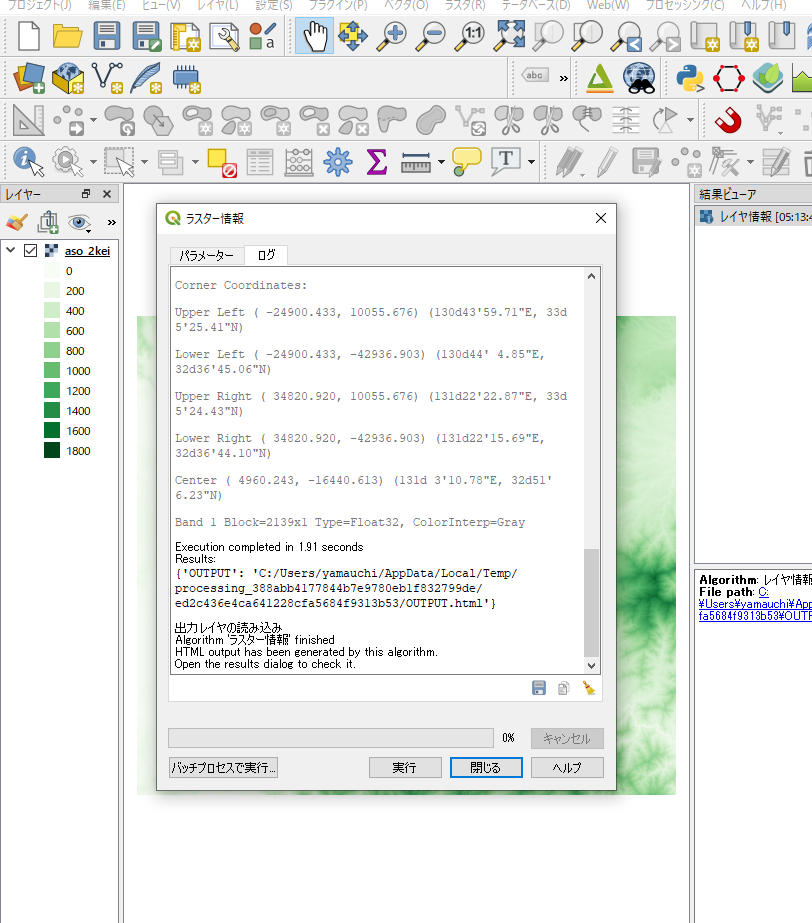 プロジェクト(J) 編集(E) ビュー(V) レイヤ(L) 設定(S) プラグイン(P) ベクタ(O) ラスタ(R) データベース(D) Web(W) プロセッシング(C) ヘルプ(H)
1:1
abc
»
T
レイヤー
»
aso_2kei
0
200
400
600
800
1000
1200
1400
1600
1800
ラスター情報
パラメーター ログ
Corner Coordinates:
Upper Left ( -24900.433, 10055.676) (130d43'59.71"E, 33d
5'25.41"N)
Lower Left ( -24900.433, -42936.903) (130d44' 4.85"E,
32d36'45.06"N)
Upper Right ( 34820.920, 10055.676) (131d22'22.87"E, 33d
5'24.43"N)
Lower Right ( 34820.920, -42936.903) (131d22'15.69"E,
32d36'44.10"N)
Center ( 4960.243, -16440.613) (131d 3'10.78"E, 32d51'
6.23"N)
Band 1 Block=2139x1 Type=Float32, ColorInterp=Gray
Execution completed in 1.91 seconds
Results:
{'OUTPUT': 'C:/Users/yamauchi/AppData/Local/Temp/
processing_388abb4177844b7e9780eb1f832799de/
ed2c436e4ca641228cfa5684f9313b53/OUTPUT.html'}
出力レイヤの読み込み
Algorithm 'ラスター情報' finished
HTML output has been generated by this algorithm.
Open the results dialog to check it.
0%
キャンセル
バッチプロセスで実行...
実行
閉じる
ヘルプ
結果ビューア
レイヤ情報 [05:13:4
Algorithm: レイヤ情報
File path: C:
¥Users¥yamauchi¥App
fa5684f9313b53¥OUTP